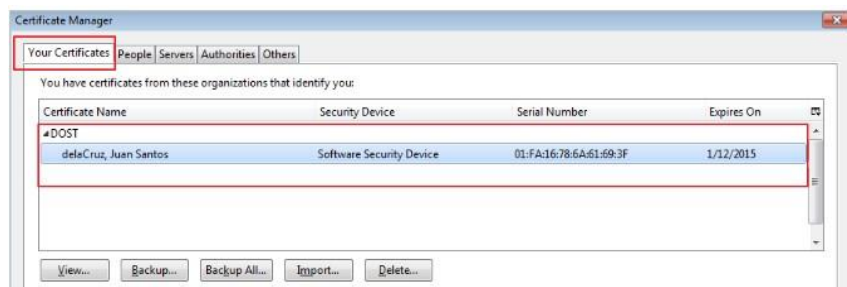 Certificate Manager
Your Certificates People Servers Authorities Others
You have certificates from these organizations that identify you:
Certificate Name Security Device Serial Number Expires On
DOST
delaCruz, Juan Santos Software Security Device 01:FA:16:78:6A:61:69:3F 1/12/2015
View... Backup... Backup All... Import... Delete...